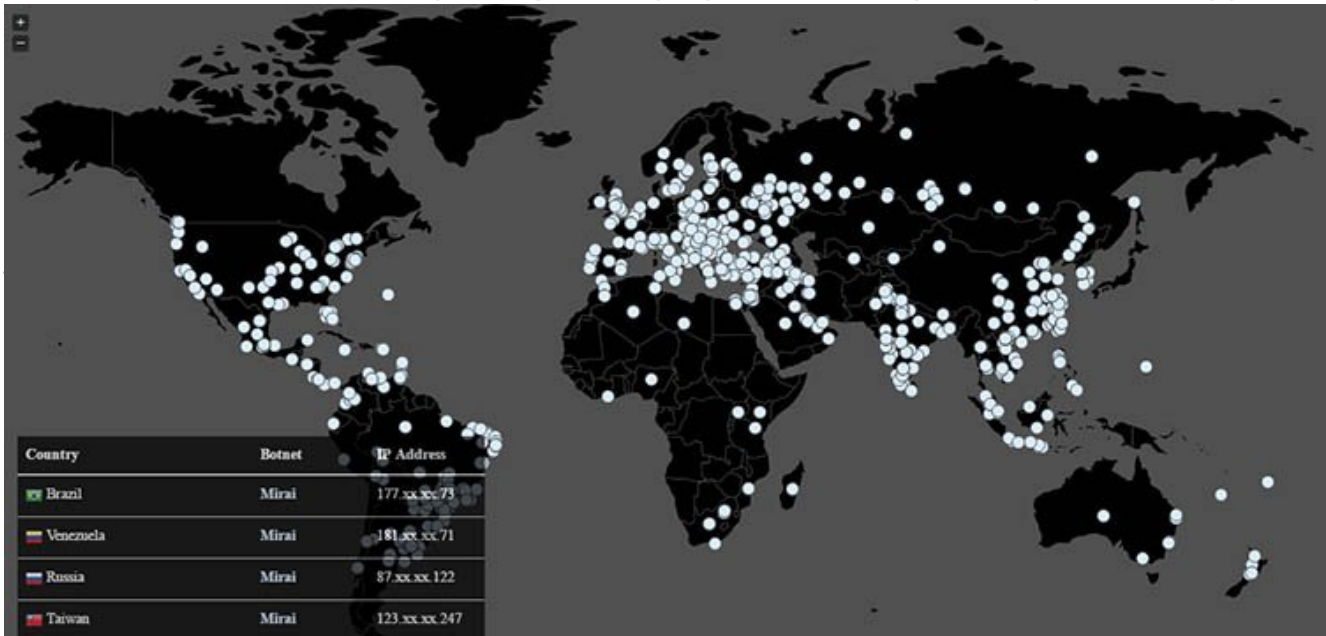 +
−
Country Botnet IP Address
Brazil Mirai 177.xx.xx.73
Venezuela Mirai 181.xx.xx.71
Russia Mirai 87.xx.xx.122
Taiwan Mirai 123.xx.xx.247